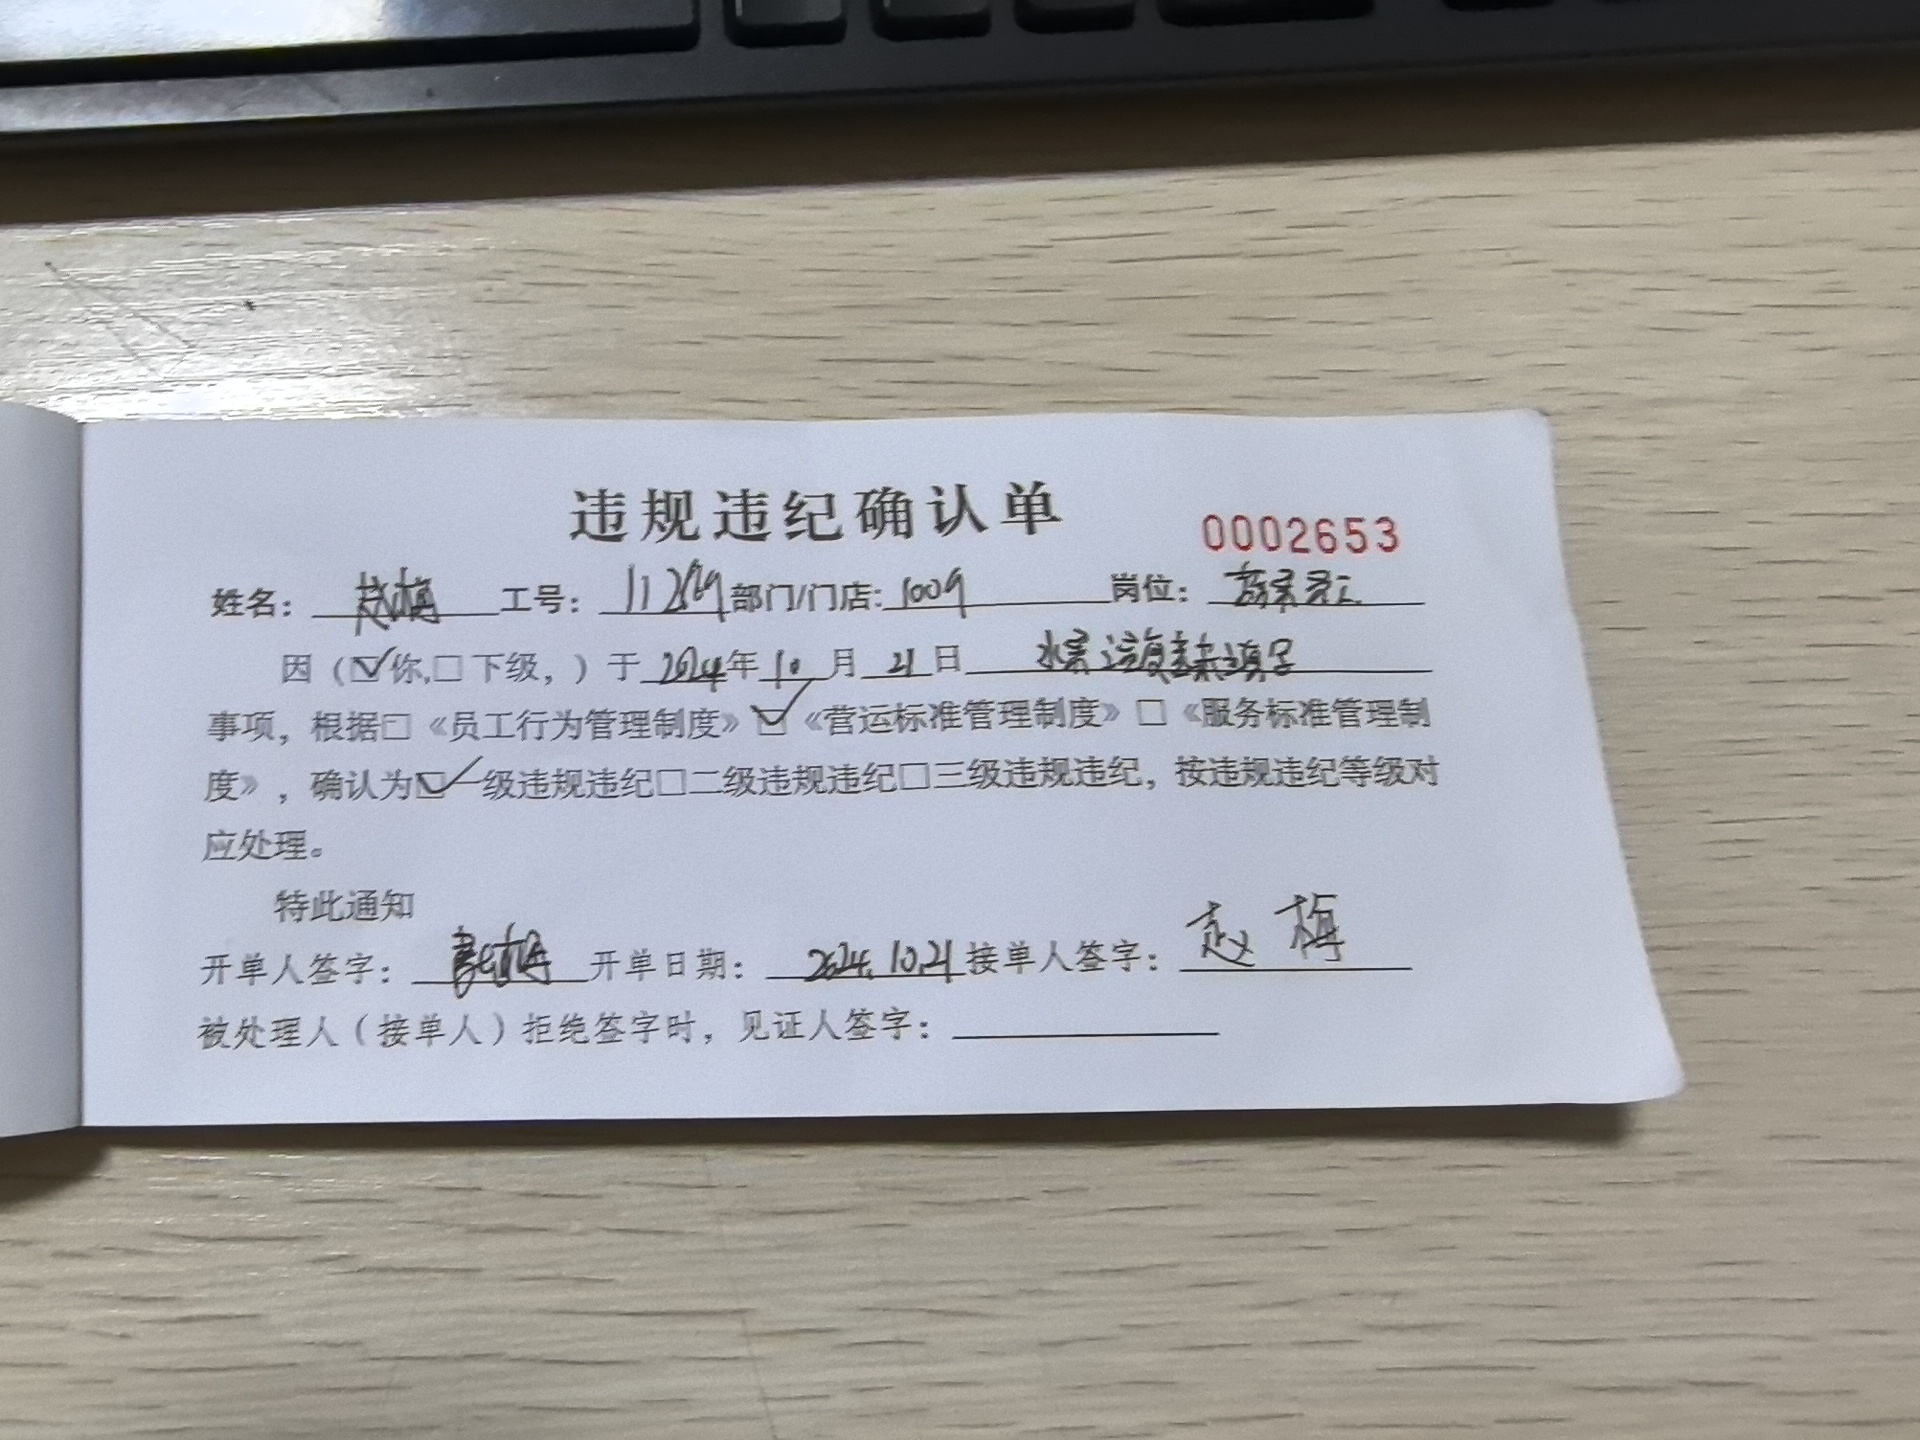 违规违纪确认单
0002653
姓名：赵梅 工号：11289 部门/门店：1009 岗位：
因（☑你，□下级，）于2024年10月21日
事项，根据□《员工行为管理制度》☑《营运标准管理制度》□《服务标准管理制
度》，确认为☑一级违规违纪□二级违规违纪□三级违规违纪，按违规违纪等级对
应处理。
特此通知
开单人签字： 开单日期：2024.10.21 接单人签字：赵梅
被处理人（接单人）拒绝签字时，见证人签字：